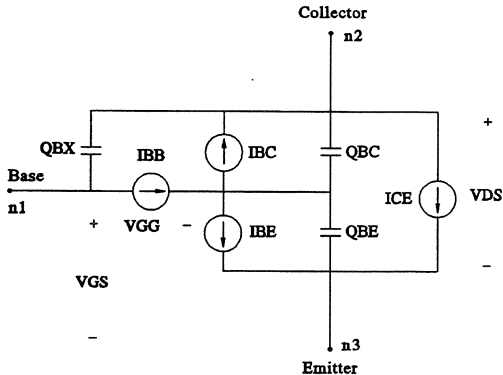 Collector
n2
+
QBX
IBB
IBC
QBC
Base
ICE
VDS
n1
+
VGG
−
IBE
QBE
−
VGS
−
n3
Emitter